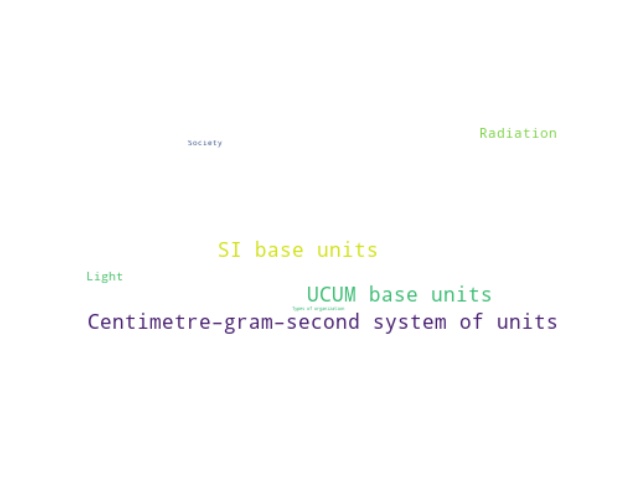 Radiation
Society
SI base units
Light
UCUM base units
Types of organization
Centimetre-gram-second system of units